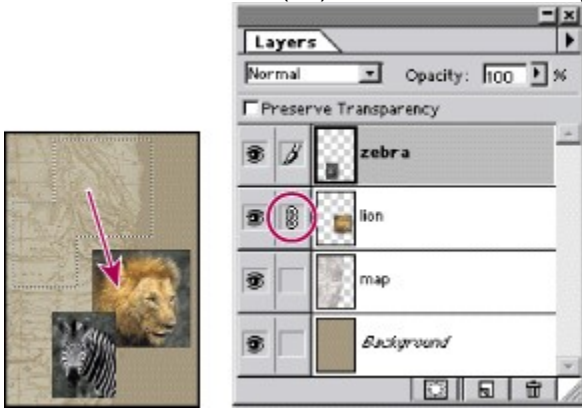 Layers
Normal Opacity: 100 %
Preserve Transparency
zebra
lion
map
Background